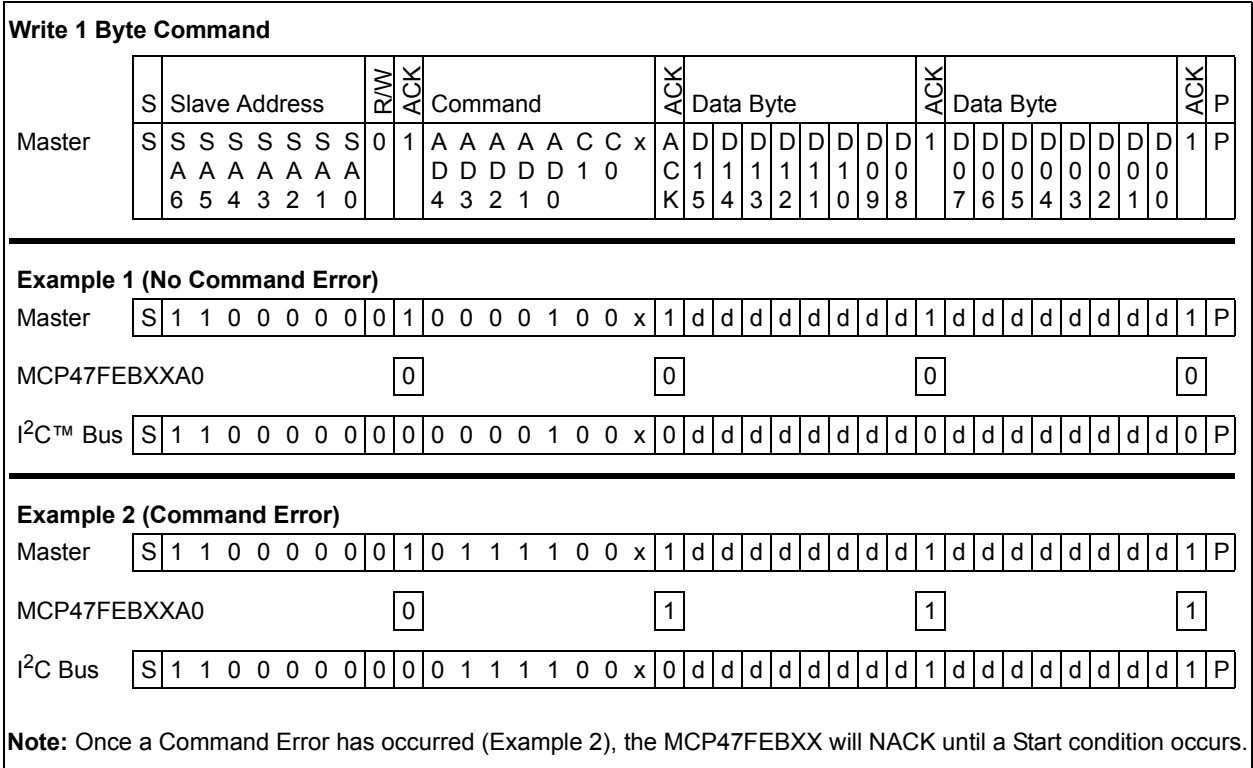 Write 1 Byte Command
S Slave Address R/W ACK Command ACK Data Byte ACK Data Byte ACK P
Master S S S S S S S S 0 1 A A A A A C C x A D D D D D D D D 1 D D D D D D D D 1 P
A A A A A A A D D D D D 1 0 C 1 1 1 1 1 1 0 0 0 0 0 0 0 0 0 0
6 5 4 3 2 1 0 4 3 2 1 0 K 5 4 3 2 1 0 9 8 7 6 5 4 3 2 1 0
Example 1 (No Command Error)
Master S 1 1 0 0 0 0 0 0 1 0 0 0 0 1 0 0 x 1 d d d d d d d d 1 d d d d d d d d 1 P
MCP47FEBXXA0 0 0 0 0
I2C™ Bus S 1 1 0 0 0 0 0 0 0 0 0 0 0 1 0 0 x 0 d d d d d d d d 0 d d d d d d d d 0 P
Example 2 (Command Error)
Master S 1 1 0 0 0 0 0 0 1 0 1 1 1 1 0 0 x 1 d d d d d d d d 1 d d d d d d d d 1 P
MCP47FEBXXA0 0 1 1 1
I2C Bus S 1 1 0 0 0 0 0 0 0 0 1 1 1 1 0 0 x 0 d d d d d d d d 1 d d d d d d d d 1 P
Note: Once a Command Error has occurred (Example 2), the MCP47FEBXX will NACK until a Start condition occurs.